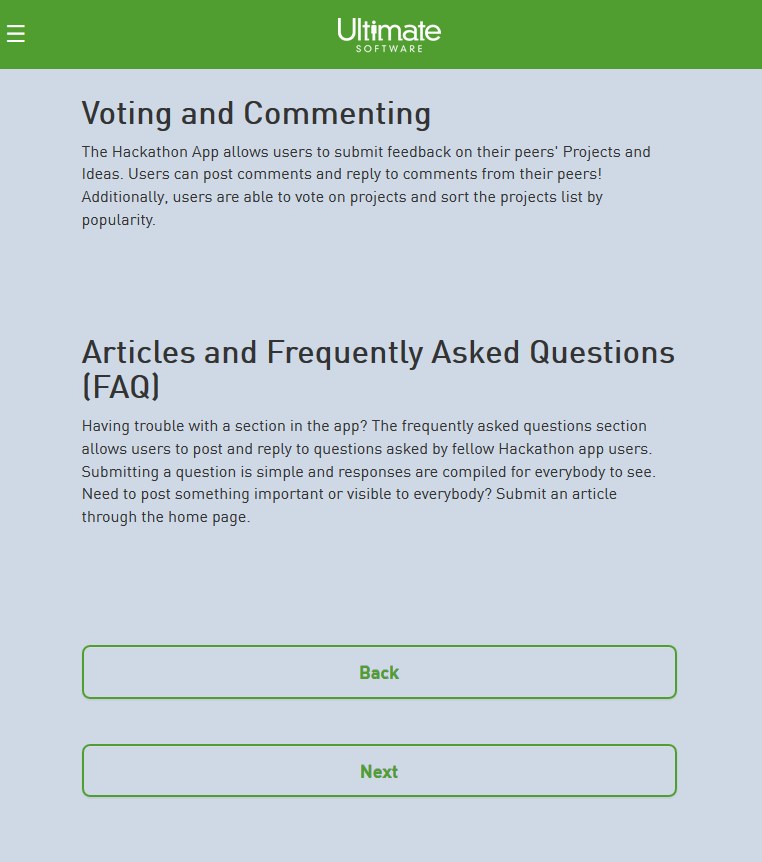 Ultimate
SOFTWARE
Voting and Commenting
The Hackathon App allows users to submit feedback on their peers' Projects and
Ideas. Users can post comments and reply to comments from their peers!
Additionally, users are able to vote on projects and sort the projects list by
popularity.
Articles and Frequently Asked Questions
(FAQ)
Having trouble with a section in the app? The frequently asked questions section
allows users to post and reply to questions asked by fellow Hackathon app users.
Submitting a question is simple and responses are compiled for everybody to see.
Need to post something important or visible to everybody? Submit an article
through the home page.
Back
Next